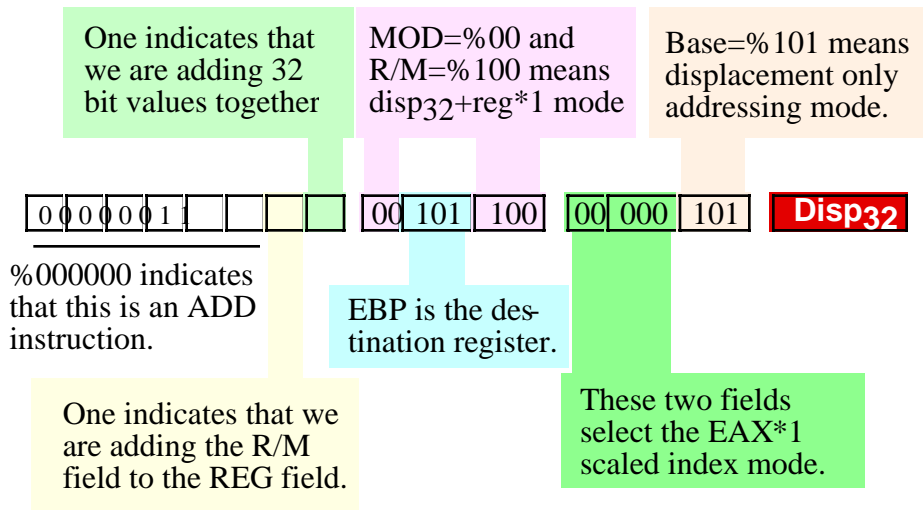 One indicates that
we are adding 32
bit values together
MOD=%00 and
R/M=%100 means
disp32+reg*1 mode
Base=%101 means
displacement only
addressing mode.
0 0 0 0 0 0 1 1 00 101 100 00 000 101 Disp32
%000000 indicates
that this is an ADD
instruction.
EBP is the des-
tination register.
One indicates that we
are adding the R/M
field to the REG field.
These two fields
select the EAX*1
scaled index mode.